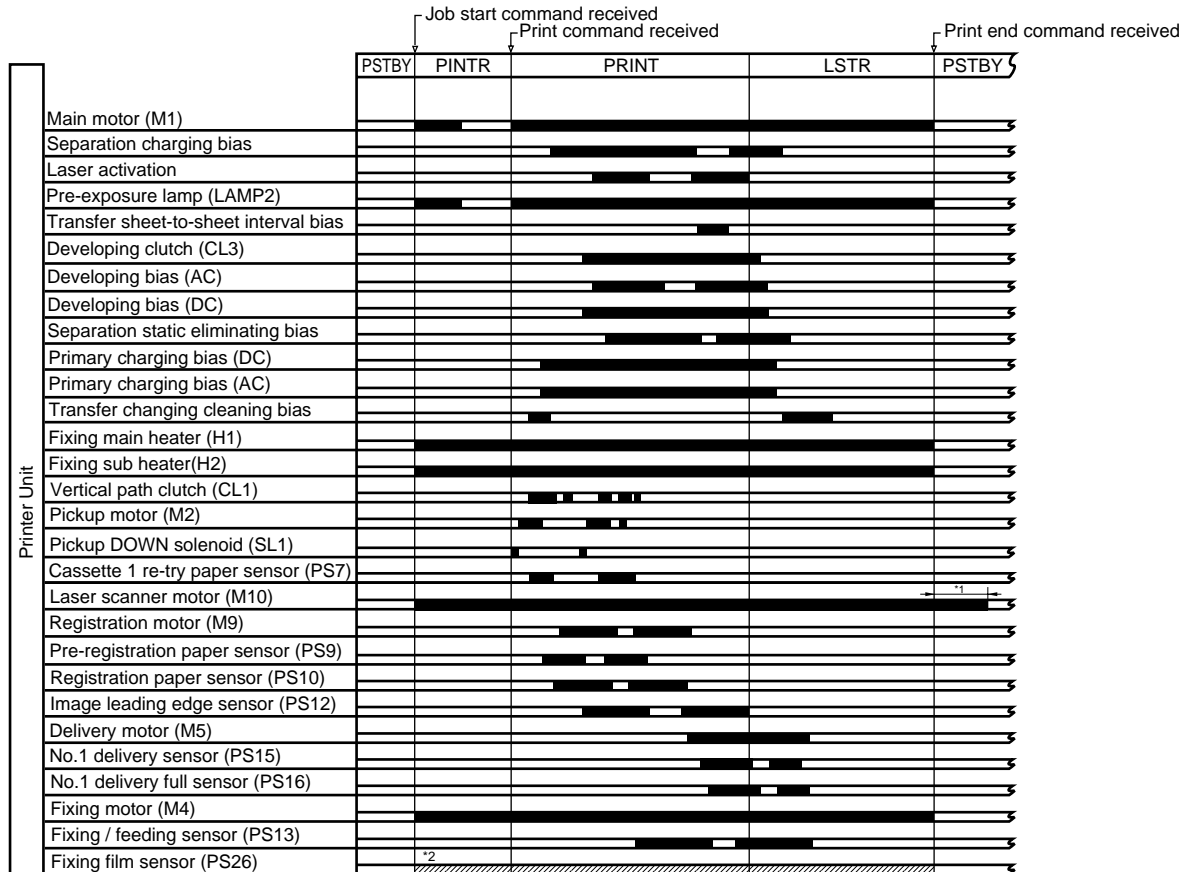 Job start command received
Print command received
Print end command received
PSTBY PINTR PRINT LSTR PSTBY
Printer Unit
Main motor (M1)
Separation charging bias
Laser activation
Pre-exposure lamp (LAMP2)
Transfer sheet-to-sheet interval bias
Developing clutch (CL3)
Developing bias (AC)
Developing bias (DC)
Separation static eliminating bias
Primary charging bias (DC)
Primary charging bias (AC)
Transfer changing cleaning bias
Fixing main heater (H1)
Fixing sub heater(H2)
Vertical path clutch (CL1)
Pickup motor (M2)
Pickup DOWN solenoid (SL1)
Cassette 1 re-try paper sensor (PS7)
Laser scanner motor (M10) *1
Registration motor (M9)
Pre-registration paper sensor (PS9)
Registration paper sensor (PS10)
Image leading edge sensor (PS12)
Delivery motor (M5)
No.1 delivery sensor (PS15)
No.1 delivery full sensor (PS16)
Fixing motor (M4)
Fixing / feeding sensor (PS13)
Fixing film sensor (PS26) *2